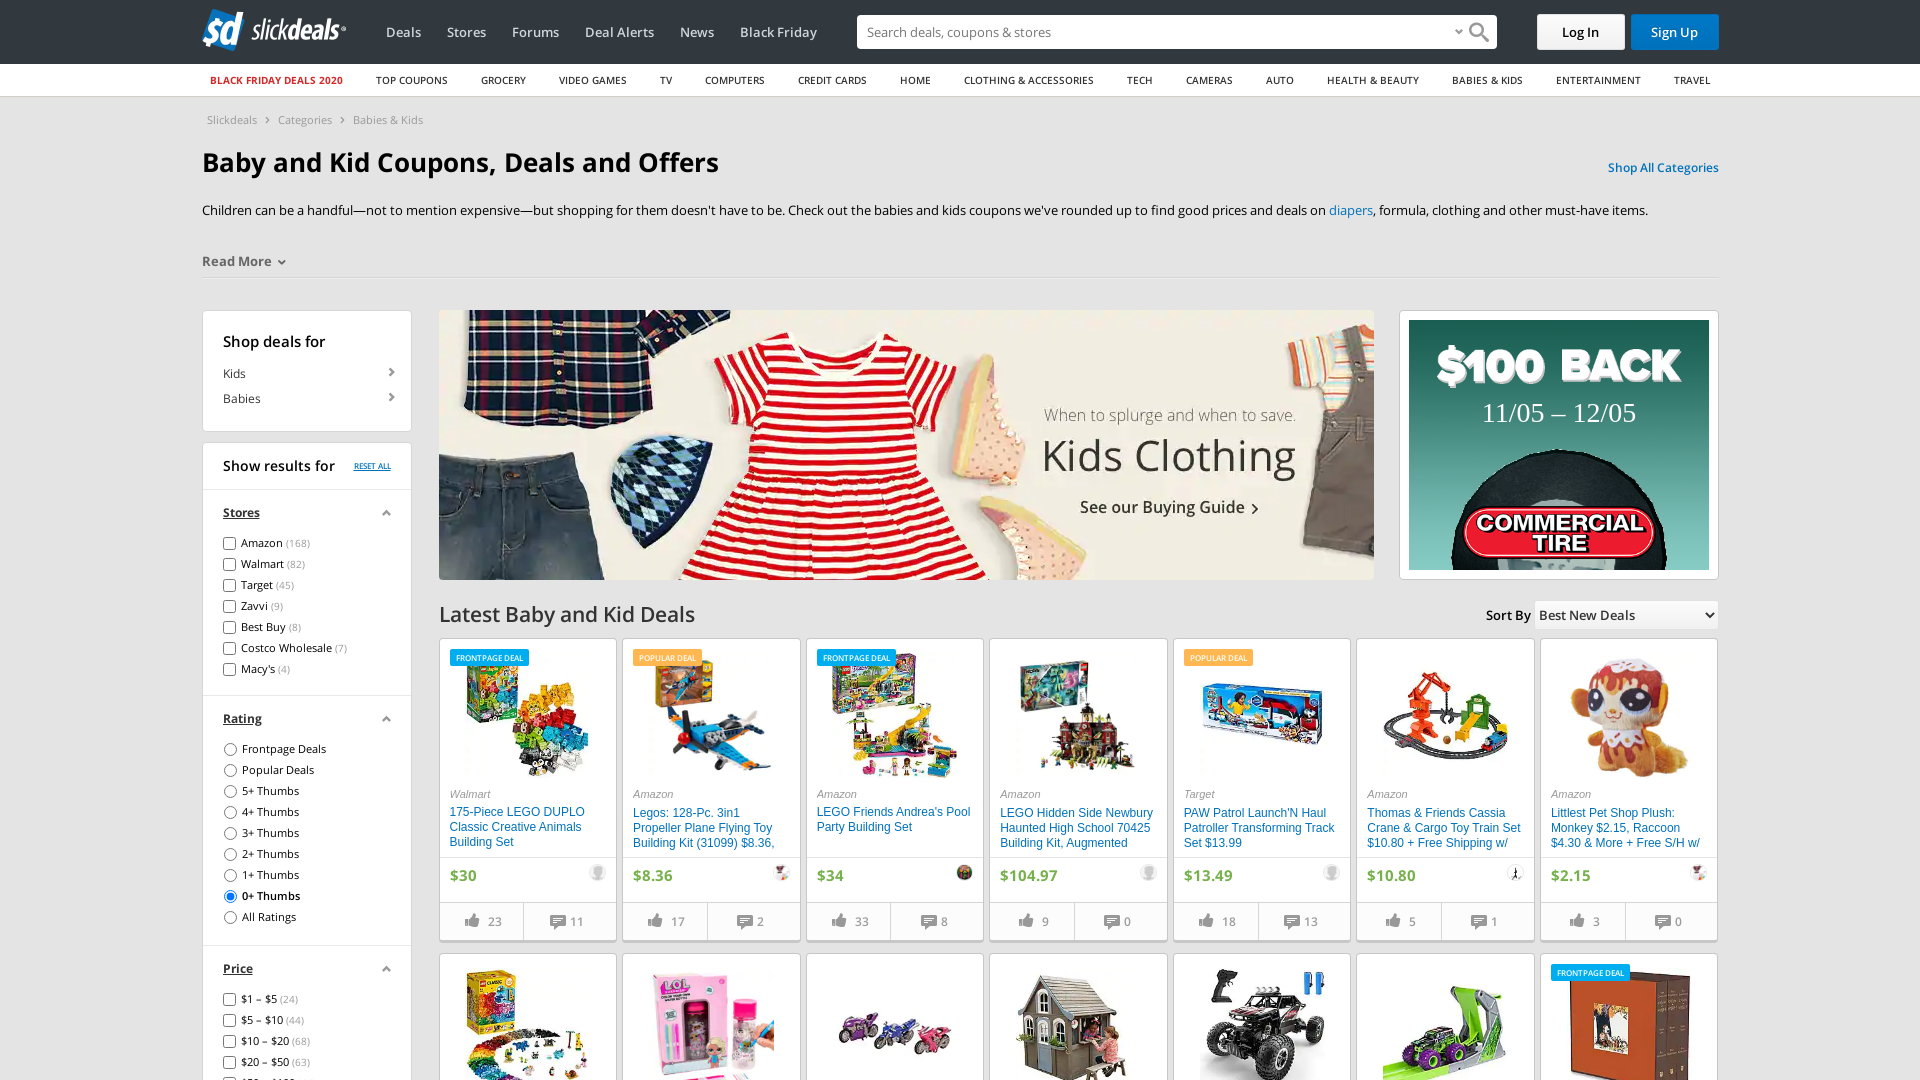 slickdeals
Deals
Stores
Forums
Deal Alerts
News
Black Friday
Search deals, coupons & stores
Log In
Sign Up
BLACK FRIDAY DEALS 2020
TOP COUPONS
GROCERY
VIDEO GAMES
TV
COMPUTERS
CREDIT CARDS
HOME
CLOTHING & ACCESSORIES
TECH
CAMERAS
AUTO
HEALTH & BEAUTY
BABIES & KIDS
ENTERTAINMENT
TRAVEL
Slickdeals
Categories
Babies & Kids
Baby and Kid Coupons, Deals and Offers
Shop All Categories
Children can be a handful—not to mention expensive—but shopping for them doesn't have to be. Check out the babies and kids coupons we've rounded up to find good prices and deals on diapers, formula, clothing and other must-have items.
Read More
Shop deals for
Kids
Babies
Show results for
RESET ALL
Stores
Amazon (168)
Walmart (82)
Target (45)
Zavvi (9)
Best Buy (8)
Costco Wholesale (7)
Macy's (4)
Rating
Frontpage Deals
Popular Deals
5+ Thumbs
4+ Thumbs
3+ Thumbs
2+ Thumbs
1+ Thumbs
0+ Thumbs
All Ratings
Price
$1 – $5 (24)
$5 – $10 (44)
$10 – $20 (68)
$20 – $50 (63)
When to splurge and when to save.
Kids Clothing
See our Buying Guide
$100 BACK
11/05 – 12/05
COMMERCIAL
TIRE
Latest Baby and Kid Deals
Sort By
Best New Deals
FRONTPAGE DEAL
Walmart
175-Piece LEGO DUPLO
Classic Creative Animals
Building Set
$30
23
11
POPULAR DEAL
Amazon
Legos: 128-Pc. 3in1
Propeller Plane Flying Toy
Building Kit (31099) $8.36,
$8.36
17
2
FRONTPAGE DEAL
Amazon
LEGO Friends Andrea's Pool
Party Building Set
$34
33
8
Amazon
LEGO Hidden Side Newbury
Haunted High School 70425
Building Kit, Augmented
$104.97
9
0
POPULAR DEAL
Target
PAW Patrol Launch'N Haul
Patroller Transforming Track
Set $13.99
$13.49
18
13
Amazon
Thomas & Friends Cassia
Crane & Cargo Toy Train Set
$10.80 + Free Shipping w/
$10.80
5
1
Amazon
Littlest Pet Shop Plush:
Monkey $2.15, Raccoon
$4.30 & More + Free S/H w/
$2.15
3
0
FRONTPAGE DEAL